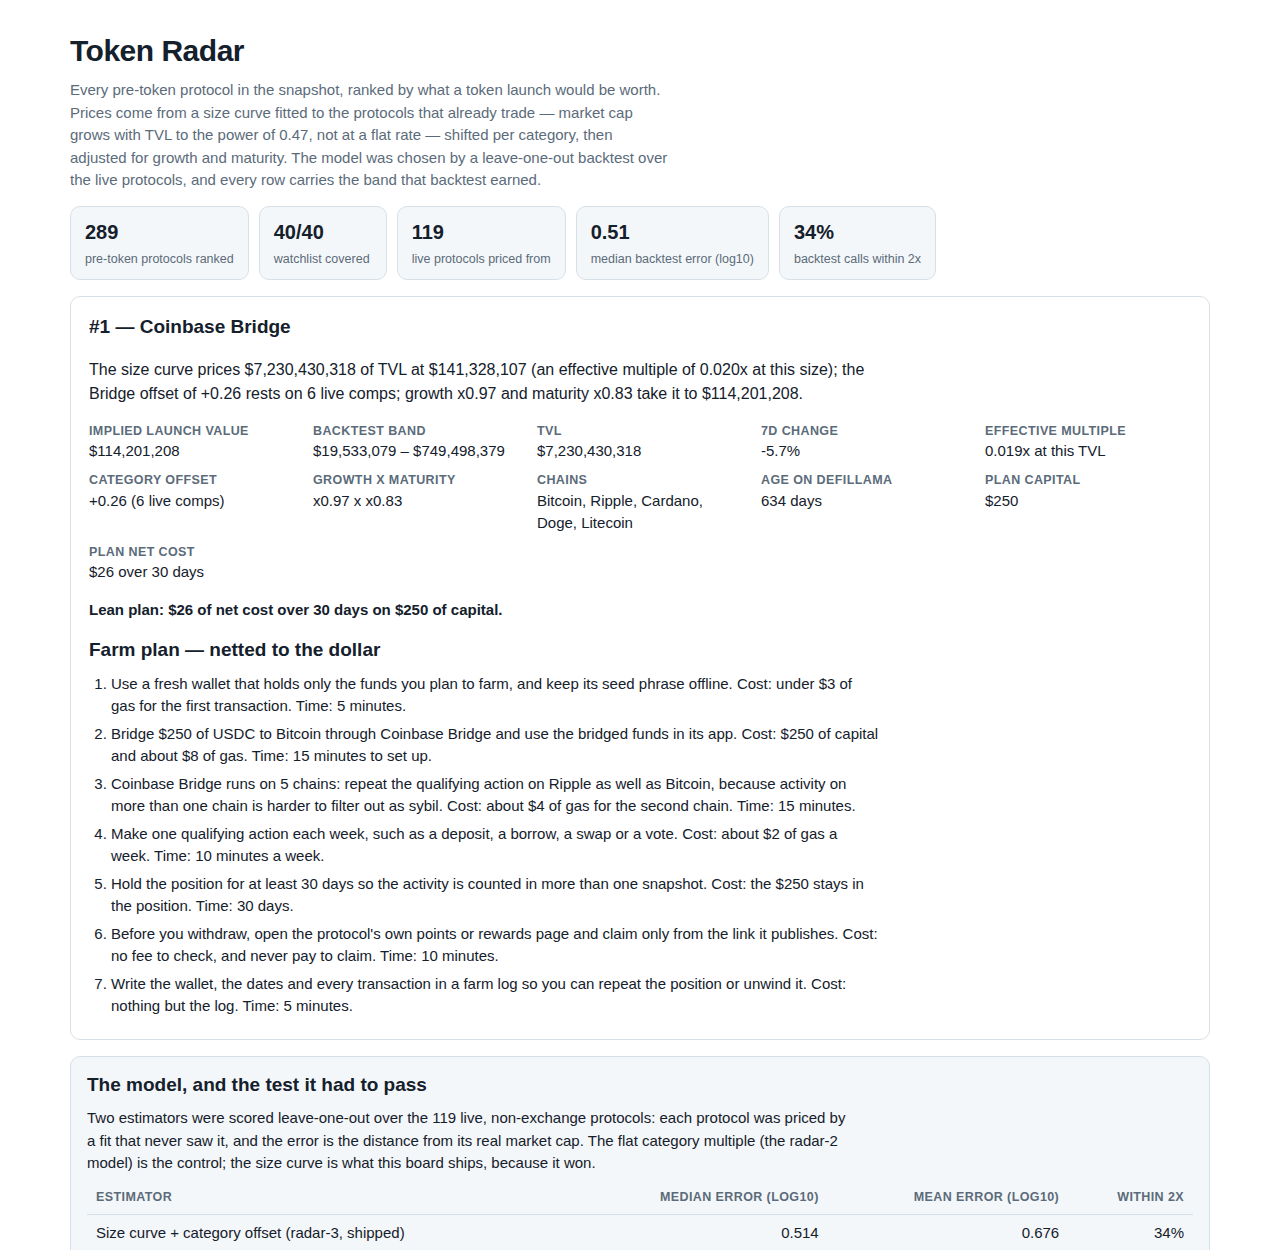 Token Radar
Every pre-token protocol in the snapshot, ranked by what a token launch would be worth.
Prices come from a size curve fitted to the protocols that already trade — market cap
grows with TVL to the power of 0.47, not at a flat rate — shifted per category, then
adjusted for growth and maturity. The model was chosen by a leave-one-out backtest over
the live protocols, and every row carries the band that backtest earned.
289
pre-token protocols ranked
40/40
watchlist covered
119
live protocols priced from
0.51
median backtest error (log10)
34%
backtest calls within 2x
#1 — Coinbase Bridge
The size curve prices $7,230,430,318 of TVL at $141,328,107 (an effective multiple of 0.020x at this size); the
Bridge offset of +0.26 rests on 6 live comps; growth x0.97 and maturity x0.83 take it to $114,201,208.
IMPLIED LAUNCH VALUE
$114,201,208
BACKTEST BAND
$19,533,079 – $749,498,379
TVL
$7,230,430,318
7D CHANGE
-5.7%
EFFECTIVE MULTIPLE
0.019x at this TVL
CATEGORY OFFSET
+0.26 (6 live comps)
GROWTH X MATURITY
x0.97 x x0.83
CHAINS
Bitcoin, Ripple, Cardano,
Doge, Litecoin
AGE ON DEFILLAMA
634 days
PLAN CAPITAL
$250
PLAN NET COST
$26 over 30 days
Lean plan: $26 of net cost over 30 days on $250 of capital.
Farm plan — netted to the dollar
1. Use a fresh wallet that holds only the funds you plan to farm, and keep its seed phrase offline. Cost: under $3 of
gas for the first transaction. Time: 5 minutes.
2. Bridge $250 of USDC to Bitcoin through Coinbase Bridge and use the bridged funds in its app. Cost: $250 of capital
and about $8 of gas. Time: 15 minutes to set up.
3. Coinbase Bridge runs on 5 chains: repeat the qualifying action on Ripple as well as Bitcoin, because activity on
more than one chain is harder to filter out as sybil. Cost: about $4 of gas for the second chain. Time: 15 minutes.
4. Make one qualifying action each week, such as a deposit, a borrow, a swap or a vote. Cost: about $2 of gas a
week. Time: 10 minutes a week.
5. Hold the position for at least 30 days so the activity is counted in more than one snapshot. Cost: the $250 stays in
the position. Time: 30 days.
6. Before you withdraw, open the protocol's own points or rewards page and claim only from the link it publishes. Cost:
no fee to check, and never pay to claim. Time: 10 minutes.
7. Write the wallet, the dates and every transaction in a farm log so you can repeat the position or unwind it. Cost:
nothing but the log. Time: 5 minutes.
The model, and the test it had to pass
Two estimators were scored leave-one-out over the 119 live, non-exchange protocols: each protocol was priced by
a fit that never saw it, and the error is the distance from its real market cap. The flat category multiple (the radar-2
model) is the control; the size curve is what this board ships, because it won.
ESTIMATOR MEDIAN ERROR (LOG10) MEAN ERROR (LOG10) WITHIN 2X
Size curve + category offset (radar-3, shipped) 0.514 0.676 34%